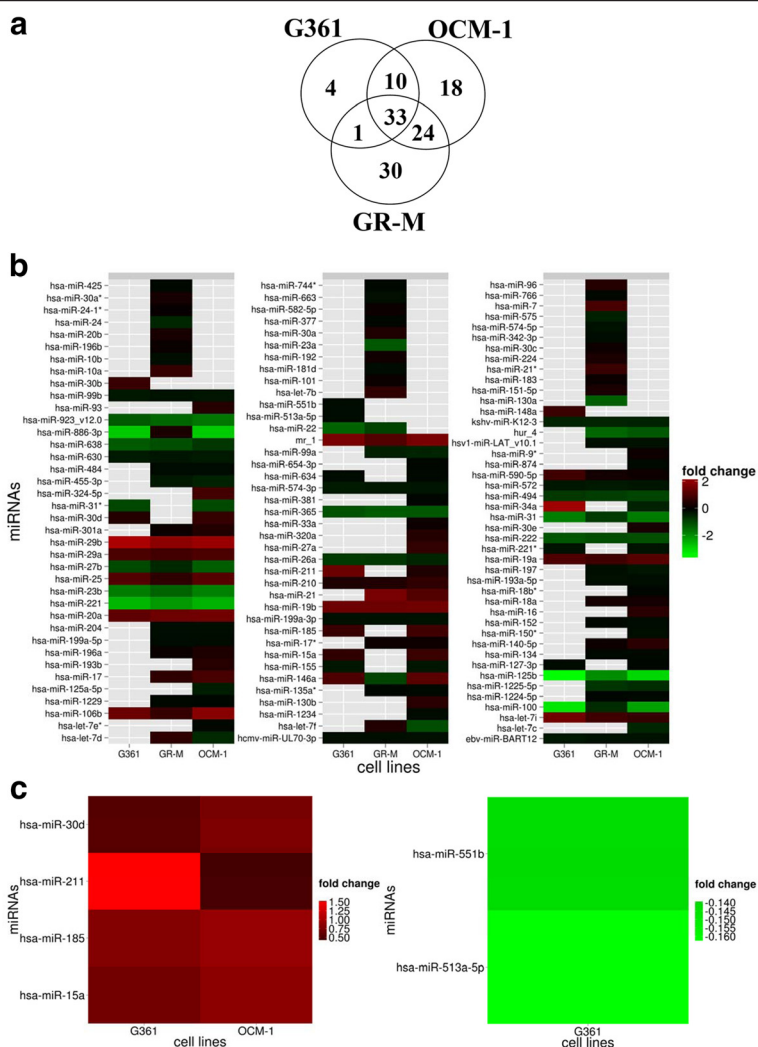 a
G361
OCM-1
4
10
18
33
1
24
30
GR-M
b
miRNAs
hsa-miR-425
hsa-miR-30a*
hsa-miR-24-1*
hsa-miR-24
hsa-miR-20b
hsa-miR-196b
hsa-miR-10b
hsa-miR-10a
hsa-miR-30b
hsa-miR-99b
hsa-miR-93
hsa-miR-923_v12.0
hsa-miR-886-3p
hsa-miR-638
hsa-miR-630
hsa-miR-484
hsa-miR-455-3p
hsa-miR-324-5p
hsa-miR-31*
hsa-miR-30d
hsa-miR-301a
hsa-miR-29b
hsa-miR-29a
hsa-miR-27b
hsa-miR-25
hsa-miR-23b
hsa-miR-221
hsa-miR-20a
hsa-miR-204
hsa-miR-199a-5p
hsa-miR-196a
hsa-miR-193b
hsa-miR-17
hsa-miR-125a-5p
hsa-miR-1229
hsa-miR-106b
hsa-let-7e*
hsa-let-7d
G361
GR-M
OCM-1
hsa-miR-744*
hsa-miR-663
hsa-miR-582-5p
hsa-miR-377
hsa-miR-30a
hsa-miR-23a
hsa-miR-192
hsa-miR-181d
hsa-miR-101
hsa-let-7b
hsa-miR-551b
hsa-miR-513a-5p
hsa-miR-22
mr_1
hsa-miR-99a
hsa-miR-654-3p
hsa-miR-634
hsa-miR-574-3p
hsa-miR-381
hsa-miR-365
hsa-miR-33a
hsa-miR-320a
hsa-miR-27a
hsa-miR-26a
hsa-miR-211
hsa-miR-210
hsa-miR-21
hsa-miR-19b
hsa-miR-199a-3p
hsa-miR-185
hsa-miR-17*
hsa-miR-15a
hsa-miR-155
hsa-miR-146a
hsa-miR-135a*
hsa-miR-130b
hsa-miR-1234
hsa-let-7f
hcmv-miR-UL70-3p
G361
GR-M
OCM-1
cell lines
hsa-miR-96
hsa-miR-766
hsa-miR-7
hsa-miR-575
hsa-miR-574-5p
hsa-miR-342-3p
hsa-miR-30c
hsa-miR-224
hsa-miR-21*
hsa-miR-183
hsa-miR-151-5p
hsa-miR-130a
hsa-miR-148a
kshv-miR-K12-3
hur_4
hsv1-miR-LAT_v10.1
hsa-miR-9*
hsa-miR-874
hsa-miR-590-5p
hsa-miR-572
hsa-miR-494
hsa-miR-34a
hsa-miR-31
hsa-miR-30e
hsa-miR-222
hsa-miR-221*
hsa-miR-19a
hsa-miR-197
hsa-miR-193a-5p
hsa-miR-18b*
hsa-miR-18a
hsa-miR-16
hsa-miR-152
hsa-miR-150*
hsa-miR-140-5p
hsa-miR-134
hsa-miR-127-3p
hsa-miR-125b
hsa-miR-1225-5p
hsa-miR-1224-5p
hsa-miR-100
hsa-let-7i
hsa-let-7c
ebv-miR-BART12
G361
GR-M
OCM-1
fold change
2
0
-2
c
miRNAs
hsa-miR-30d
hsa-miR-211
hsa-miR-185
hsa-miR-15a
G361
OCM-1
cell lines
fold change
1.50
1.25
1.00
0.75
0.50
miRNAs
hsa-miR-551b
hsa-miR-513a-5p
G361
cell lines
fold change
-0.140
-0.145
-0.150
-0.155
-0.160